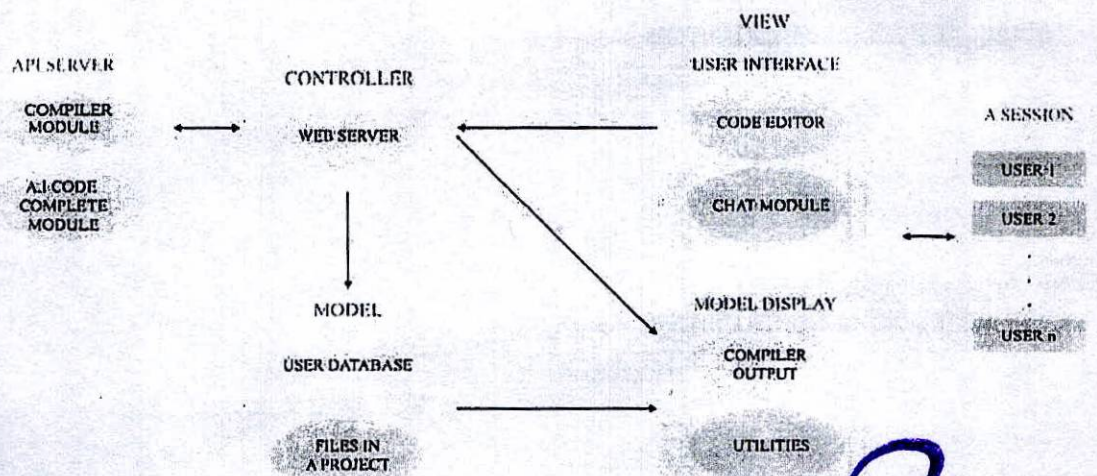 VIEW
API SERVER
CONTROLLER
USER INTERFACE
COMPILER
MODULE
WEB SERVER
CODE EDITOR
A SESSION
USER 1
A.I CODE
COMPLETE
MODULE
CHAT MODULE
USER 2
MODEL
MODEL DISPLAY
USER n
USER DATABASE
COMPILER
OUTPUT
FILES IN
A PROJECT
UTILITIES